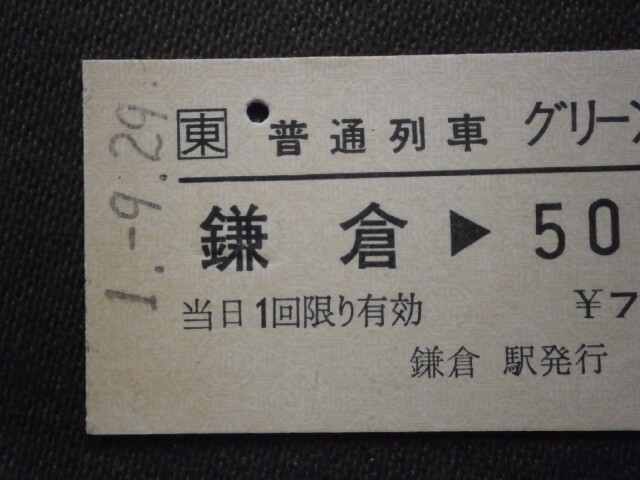 1.-9.29
東 普通列車 グリーン
鎌倉▶50
当日1回限り有効 ¥7
鎌倉 駅発行